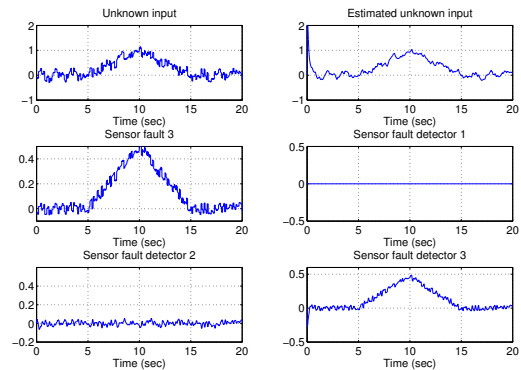 Unknown input
2
1
0
−1
0 5 10 15 20
Time (sec)
Estimated unknown input
2
1
0
−1
0 5 10 15 20
Time (sec)
Sensor fault 3
0.4
0.2
0
0 5 10 15 20
Time (sec)
Sensor fault detector 1
0.5
0
−0.5
0 5 10 15 20
Time (sec)
Sensor fault detector 2
0.4
0.2
0
−0.2
0 5 10 15 20
Time (sec)
Sensor fault detector 3
0.5
0
−0.5
0 5 10 15 20
Time (sec)